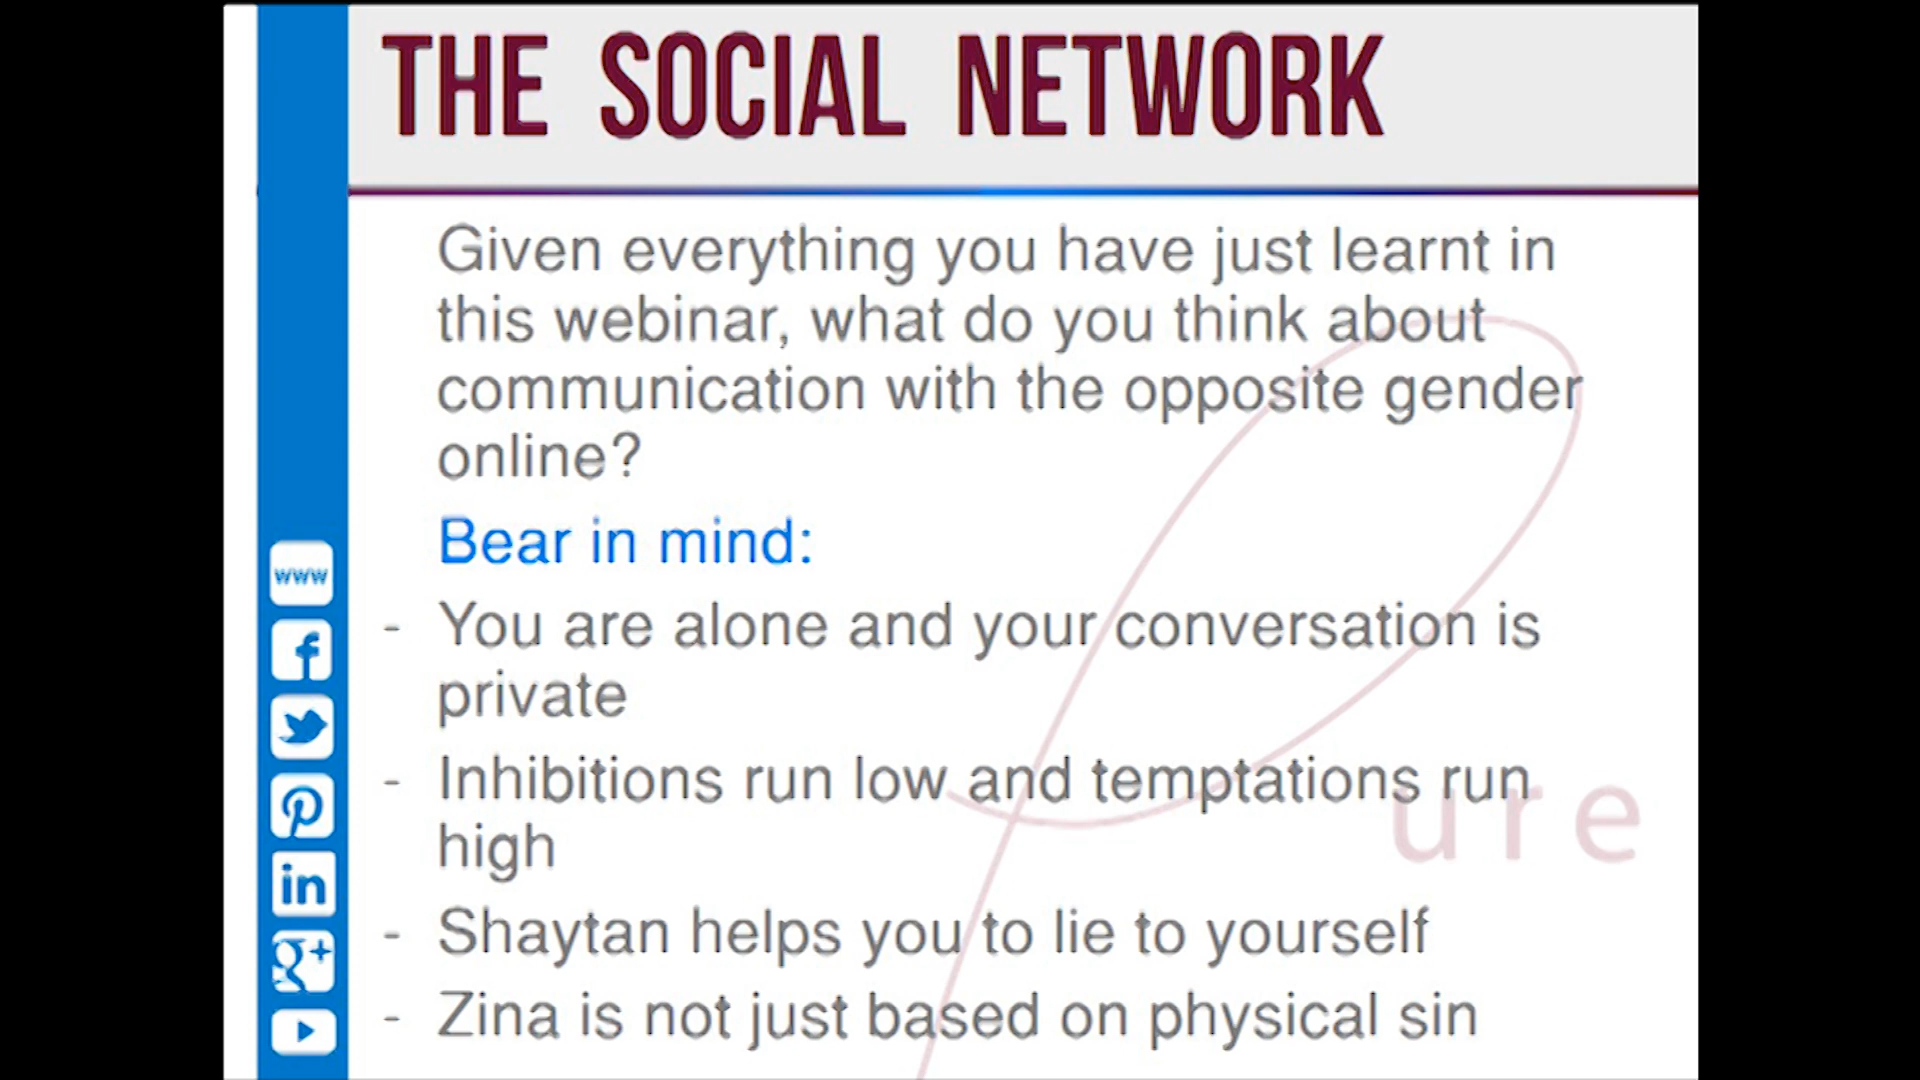 THE SOCIAL NETWORK
Given everything you have just learnt in
this webinar, what do you think about
communication with the opposite gender
online?
Bear in mind:
- You are alone and your conversation is
private
- Inhibitions run low and temptations run
high
- Shaytan helps you to lie to yourself
- Zina is not just based on physical sin
www
f
in
g+
ure